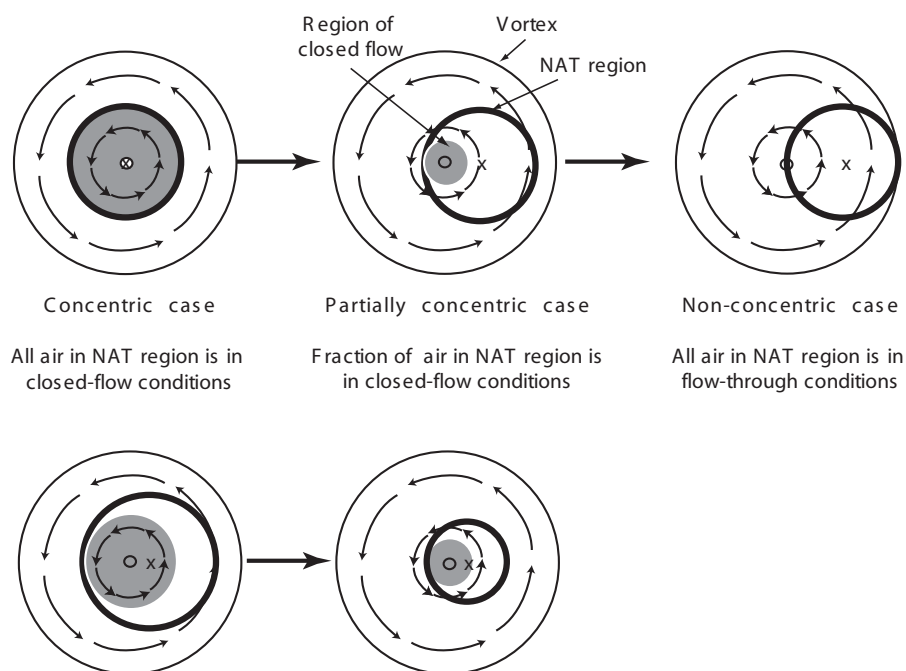 Region of
closed flow
Vortex
NAT region
x
x
x
Concentric case
Partially concentric case
Non-concentric case
All air in NAT region is in
closed-flow conditions
Fraction of air in NAT region is
in closed-flow conditions
All air in NAT region is in
flow-through conditions
x
x